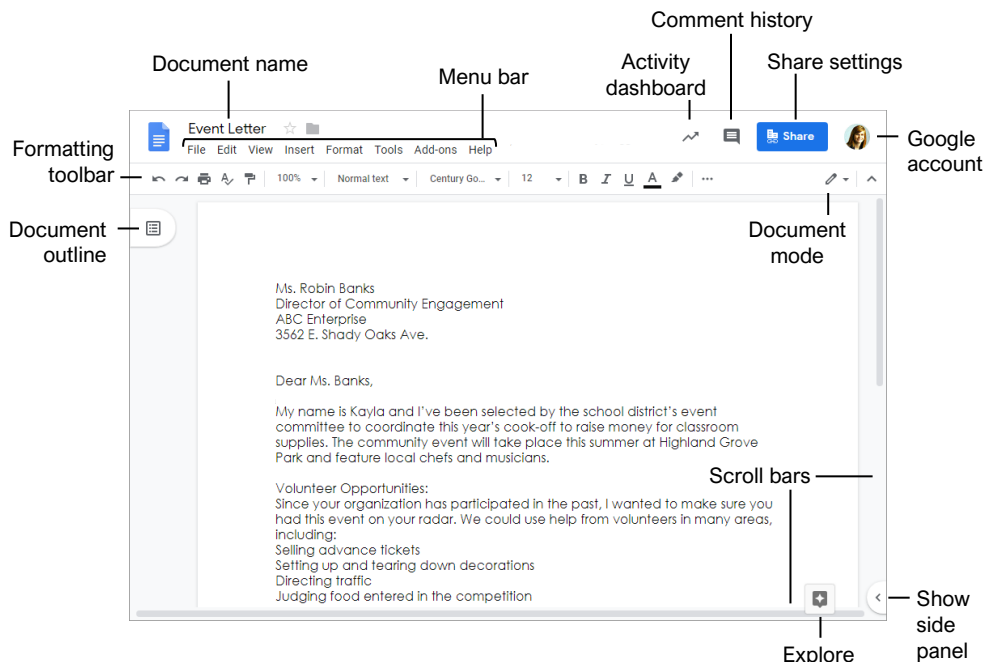 Comment history
Document name
Menu bar
Activity
dashboard
Share settings
Event Letter
File Edit View Insert Format Tools Add-ons Help
Share
Google
account
Formatting
toolbar
100% Normal text Century Go... 12 B I U A ...
Document
outline
Document
mode
Ms. Robin Banks
Director of Community Engagement
ABC Enterprise
3562 E. Shady Oaks Ave.
Dear Ms. Banks,
My name is Kayla and I've been selected by the school district's event
committee to coordinate this year's cook-off to raise money for classroom
supplies. The community event will take place this summer at Highland Grove
Park and feature local chefs and musicians.
Scroll bars
Volunteer Opportunities:
Since your organization has participated in the past, I wanted to make sure you
had this event on your radar. We could use help from volunteers in many areas,
including:
Selling advance tickets
Setting up and tearing down decorations
Directing traffic
Judging food entered in the competition
Show
side
panel
Explore